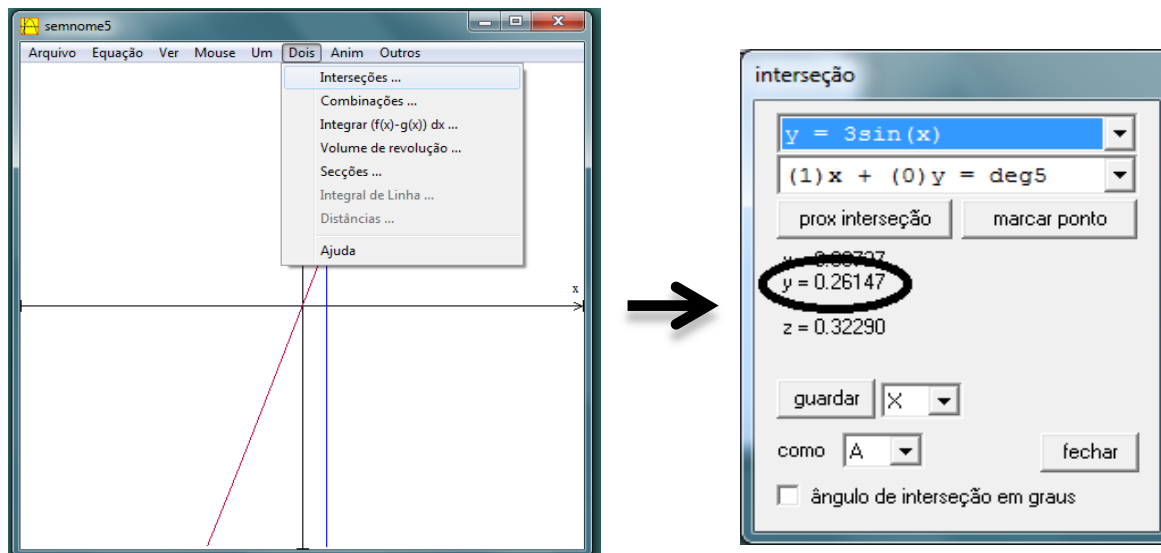 semnome5
Arquivo Equação Ver Mouse Um Dois Anim Outros
Interseções ...
Combinações ...
Integrar (f(x)-g(x)) dx ...
Volume de revolução ...
Secções ...
Integral de Linha ...
Distâncias ...
Ajuda
x
interseção
y = 3sin(x)
(1)x + (0)y = deg5
prox interseção marcar ponto
y = 0.26147
z = 0.32290
guardar X
como A fechar
ângulo de interseção em graus